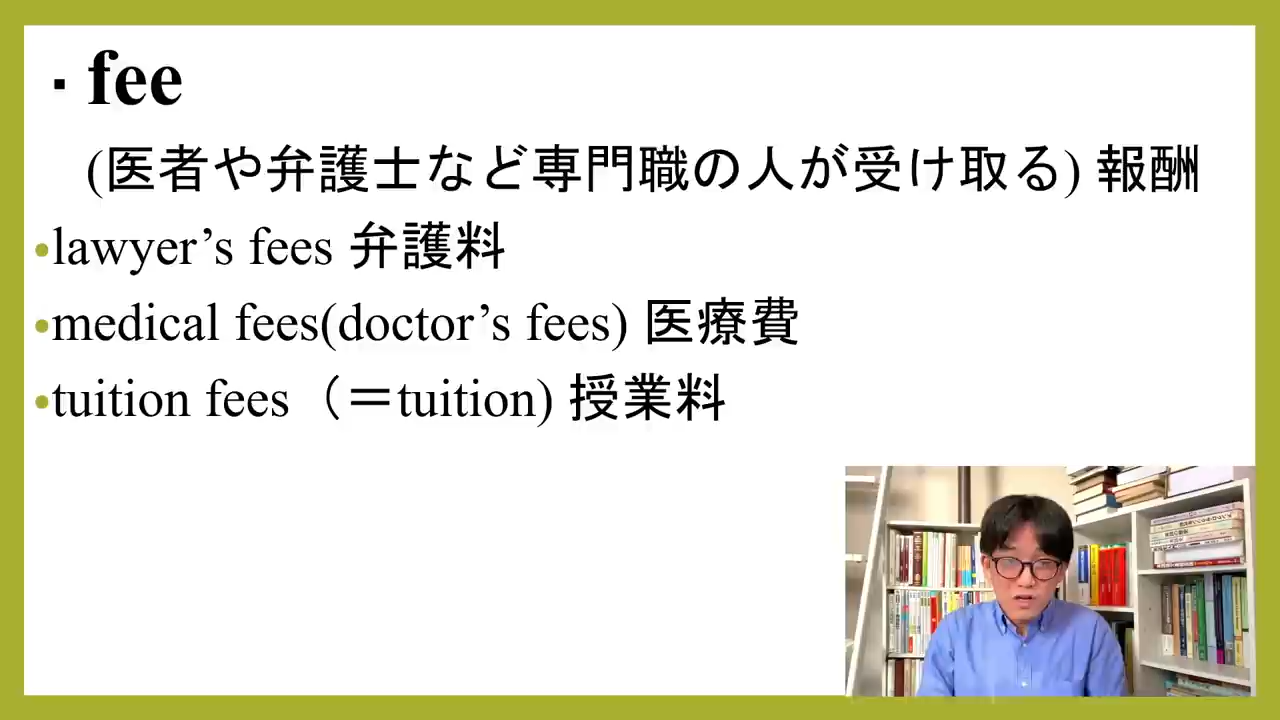 ▪ fee
(医者や弁護士など専門職の人が受け取る) 報酬
•lawyer’s fees 弁護料
•medical fees(doctor’s fees) 医療費
•tuition fees（＝tuition) 授業料